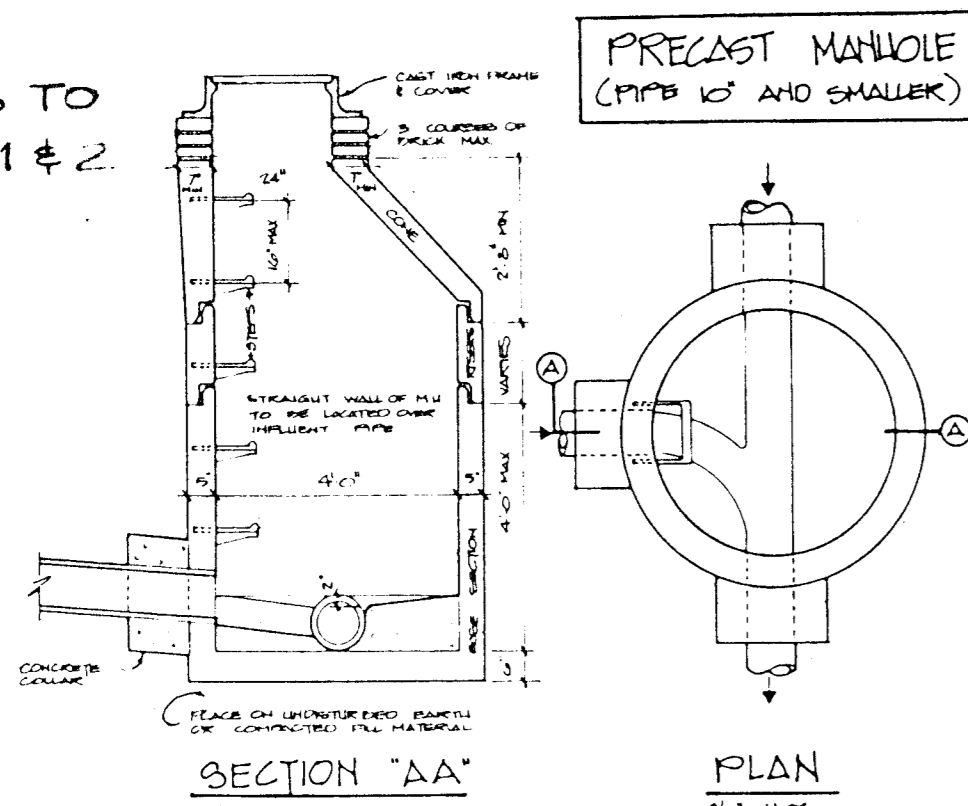 PRECAST MANHOLE
(PIPE 10" AND SMALLER)
S TO
1 & 2
CAST IRON FRAME
& COVER
3 COURSES OF
BRICK MAX.
7"
MIN
24"
7"
MIN
CONE
16" MAX
2'-8" MIN
STEPS
RISERS
VARIES
STRAIGHT WALL OF MH
TO BE LOCATED OVER
INFLUENT PIPE
5"
4'-0"
5"
4'-0" MAX
BASE SECTION
2"
CONCRETE
COLLAR
PLACE ON UNDISTURBED EARTH
OR COMPACTED FILL MATERIAL
A
A
SECTION "AA"
PLAN